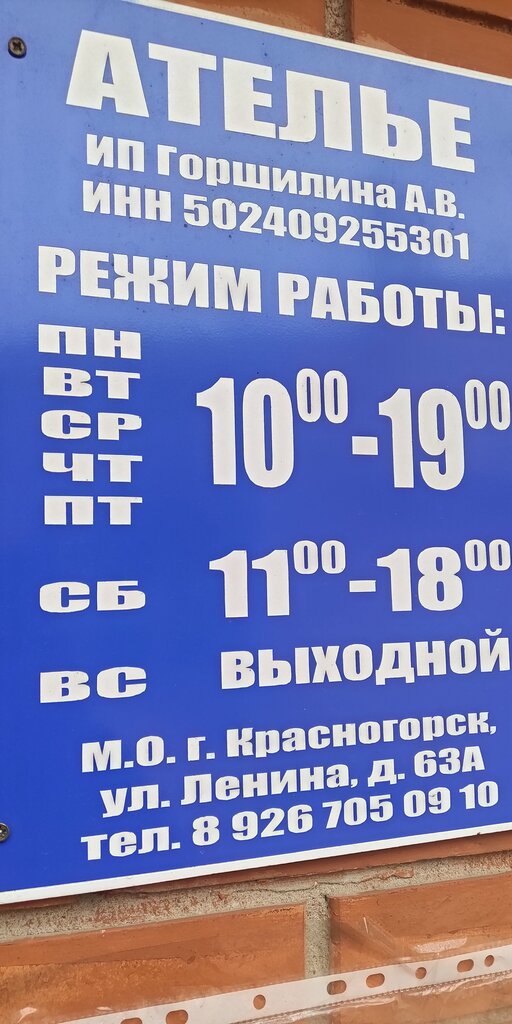 АТЕЛЬЕ
ИП Горшилина А.В.
ИНН 502409255301
РЕЖИМ РАБОТЫ:
ПН
ВТ
СР
ЧТ
ПТ
10⁰⁰-19⁰⁰
СБ 11⁰⁰-18⁰⁰
ВС ВЫХОДНОЙ
М.О. г. Красногорск,
ул. Ленина, д. 63А
тел. 8 926 705 09 10